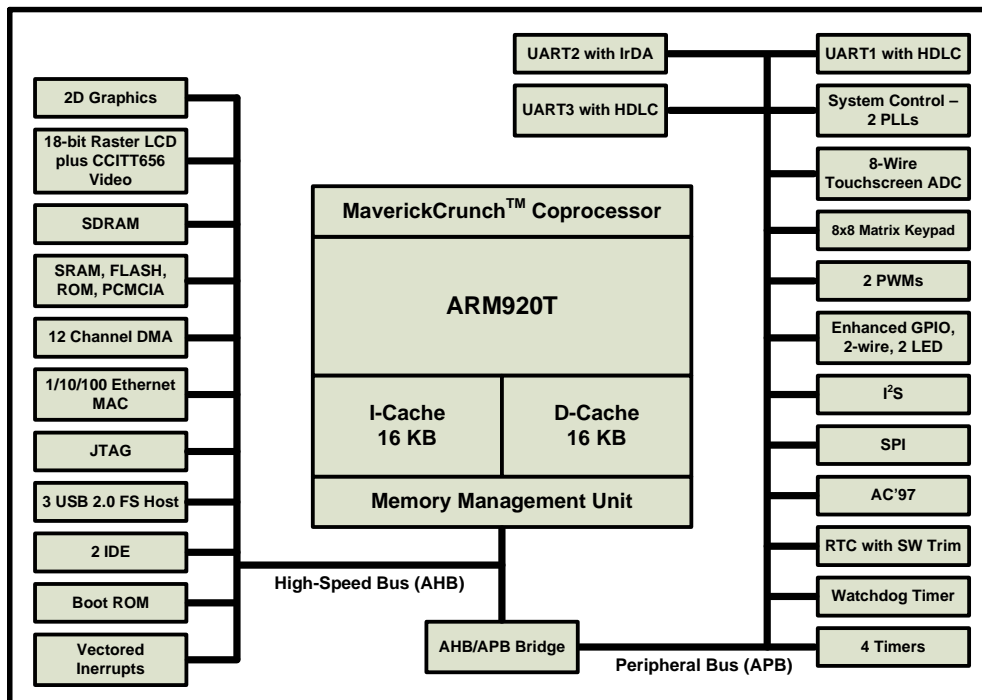 2D Graphics
18-bit Raster LCD
plus CCITT656
Video
SDRAM
SRAM, FLASH,
ROM, PCMCIA
12 Channel DMA
1/10/100 Ethernet
MAC
JTAG
3 USB 2.0 FS Host
2 IDE
Boot ROM
Vectored
Inerrupts
High-Speed Bus (AHB)
MaverickCrunch™ Coprocessor
ARM920T
I-Cache
16 KB
D-Cache
16 KB
Memory Management Unit
AHB/APB Bridge
Peripheral Bus (APB)
UART2 with IrDA
UART3 with HDLC
UART1 with HDLC
System Control –
2 PLLs
8-Wire
Touchscreen ADC
8x8 Matrix Keypad
2 PWMs
Enhanced GPIO,
2-wire, 2 LED
I²S
SPI
AC’97
RTC with SW Trim
Watchdog Timer
4 Timers